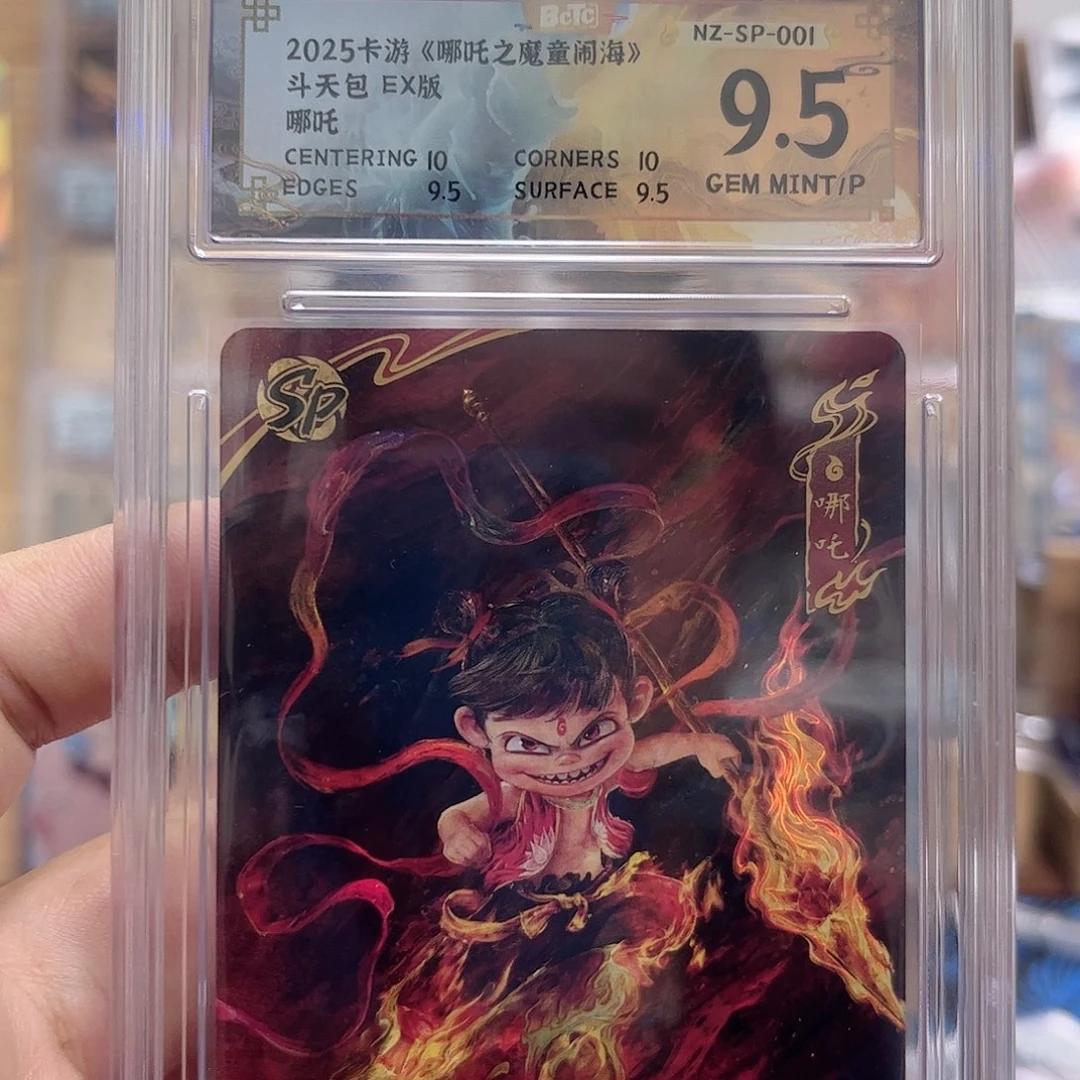 BCTC
NZ-SP-001
2025卡游《哪吒之魔童闹海》
斗天包 EX版
哪吒
9.5
CENTERING 10 CORNERS 10
EDGES 9.5 SURFACE 9.5
GEM MINT/P
SP
哪吒